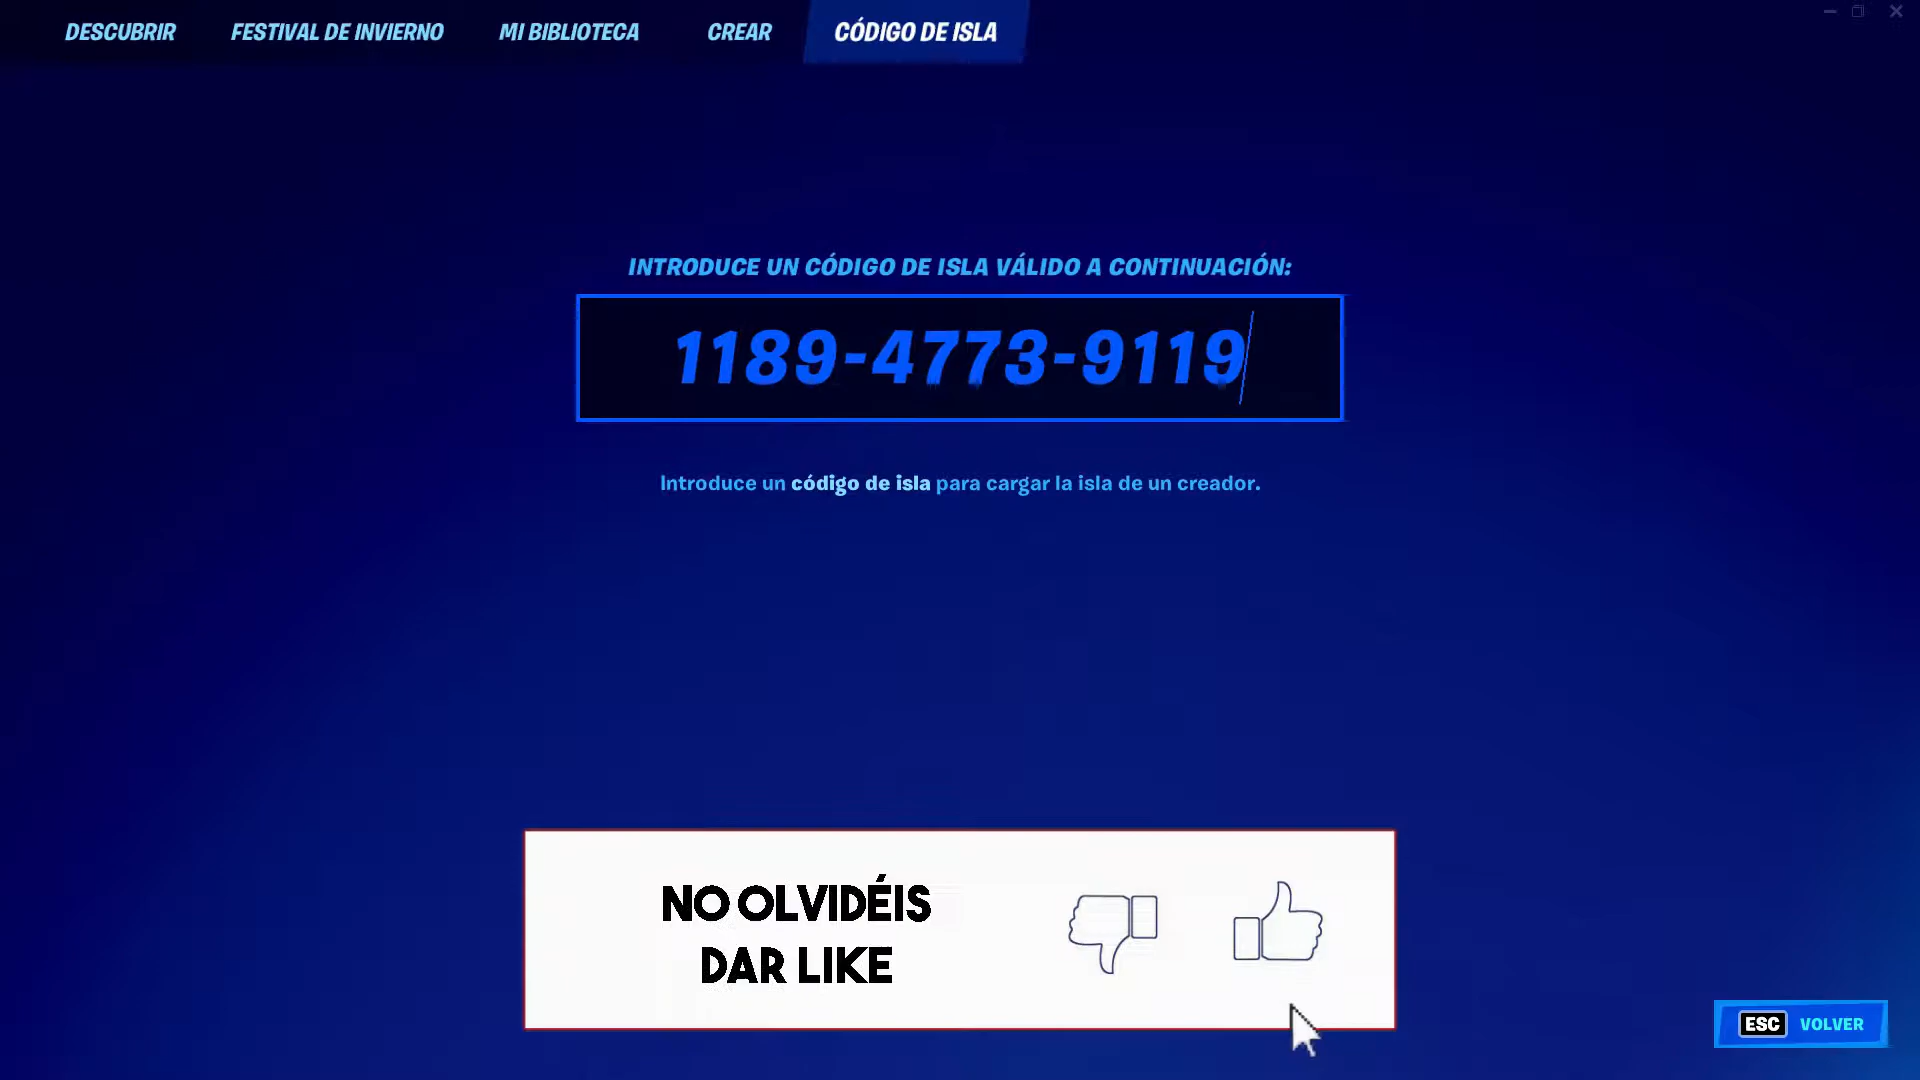 DESCUBRIR FESTIVAL DE INVIERNO MI BIBLIOTECA CREAR CÓDIGO DE ISLA
INTRODUCE UN CÓDIGO DE ISLA VÁLIDO A CONTINUACIÓN:
1189-4773-9119
Introduce un código de isla para cargar la isla de un creador.
NO OLVIDÉIS
DAR LIKE
ESC VOLVER